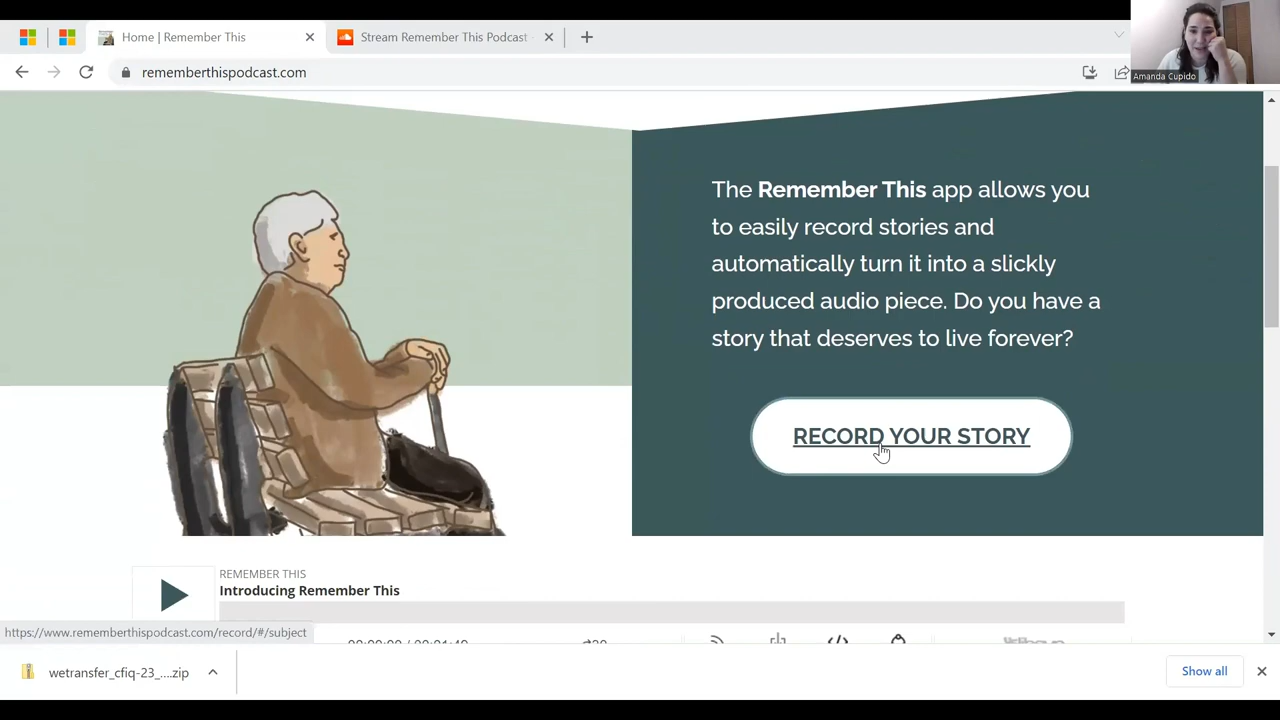 Home | Remember This
Stream Remember This Podcast
rememberthispodcast.com
Amanda Cupido
The Remember This app allows you
to easily record stories and
automatically turn it into a slickly
produced audio piece. Do you have a
story that deserves to live forever?
RECORD YOUR STORY
REMEMBER THIS
Introducing Remember This
https://www.rememberthispodcast.com/record/#/subject
wetransfer_cfiq-23_....zip
Show all